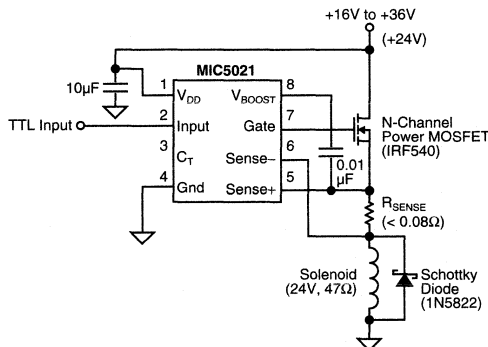 +16V to +36V
(+24V)
MIC5021
10µF
1
VDD
VBOOST
8
TTL Input
2
Input
Gate
7
N-Channel
Power MOSFET
(IRF540)
3
CT
Sense−
6
0.01
µF
4
Gnd
Sense+
5
RSENSE
(< 0.08Ω)
Solenoid
(24V, 47Ω)
Schottky
Diode
(1N5822)